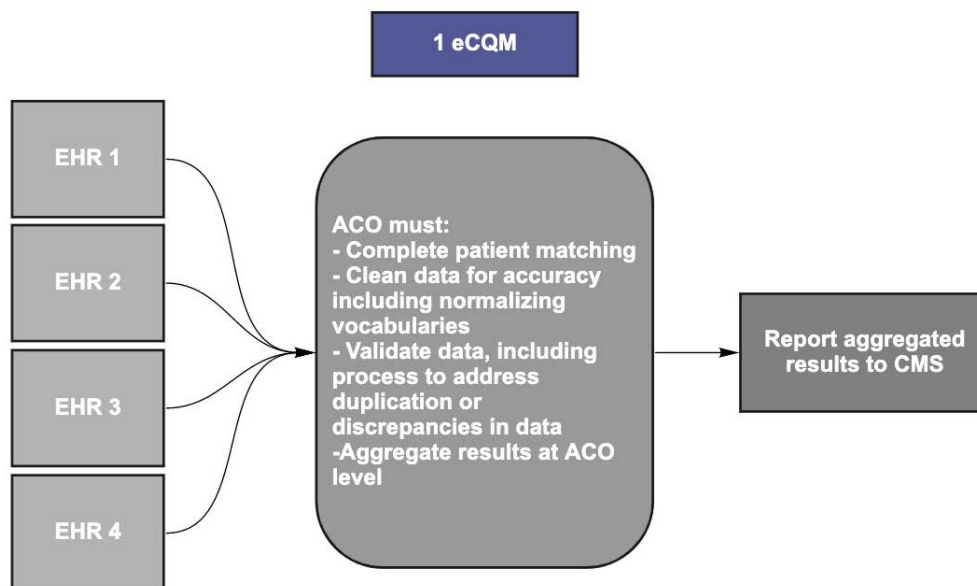 1 eCQM
EHR 1
EHR 2
EHR 3
EHR 4
ACO must:
- Complete patient matching
- Clean data for accuracy
including normalizing
vocabularies
- Validate data, including
process to address
duplication or
discrepancies in data
-Aggregate results at ACO
level
Report aggregated
results to CMS